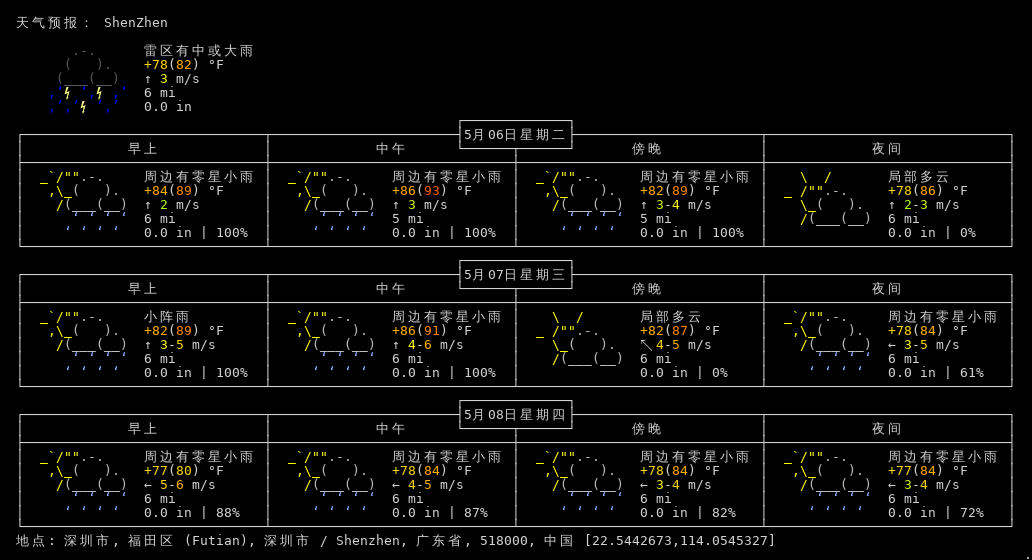 天气预报： ShenZhen
雷区有中或大雨
+78(82) °F
↑ 3 m/s
6 mi
0.0 in
5月06日星期二
早上 中午 傍晚 夜间
周边有零星小雨 周边有零星小雨 周边有零星小雨 局部多云
+84(89) °F +86(93) °F +82(89) °F +78(86) °F
↑ 2 m/s ↑ 3 m/s ↑ 3-4 m/s ↑ 2-3 m/s
6 mi 5 mi 5 mi 6 mi
0.0 in | 100% 0.0 in | 100% 0.0 in | 100% 0.0 in | 0%
5月07日星期三
早上 中午 傍晚 夜间
小阵雨 周边有零星小雨 局部多云 周边有零星小雨
+82(89) °F +86(91) °F +82(87) °F +78(84) °F
↑ 3-5 m/s ↑ 4-6 m/s ↖ 4-5 m/s ← 3-5 m/s
6 mi 6 mi 6 mi 6 mi
0.0 in | 100% 0.0 in | 100% 0.0 in | 0% 0.0 in | 61%
5月08日星期四
早上 中午 傍晚 夜间
周边有零星小雨 周边有零星小雨 周边有零星小雨 周边有零星小雨
+77(80) °F +78(84) °F +78(84) °F +77(84) °F
← 5-6 m/s ← 4-5 m/s ← 3-4 m/s ← 3-4 m/s
6 mi 6 mi 6 mi 6 mi
0.0 in | 88% 0.0 in | 87% 0.0 in | 82% 0.0 in | 72%
地点: 深圳市, 福田区 (Futian), 深圳市 / Shenzhen, 广东省, 518000, 中国 [22.5442673,114.0545327]